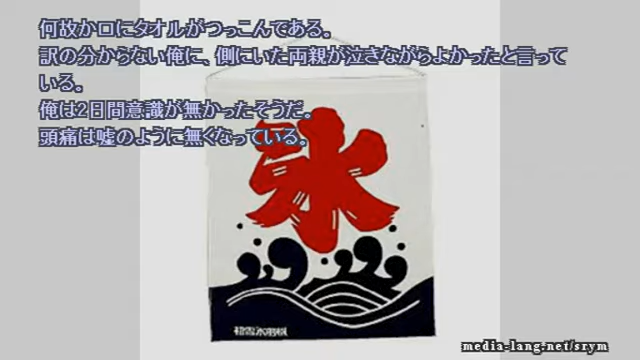 何故か口にタオルがつっこんである。
訳の分からない俺に、側にいた両親が泣きながらよかったと言って
いる。
俺は2日間意識が無かったそうだ。
頭痛は嘘のように無くなっている。
氷
media-lang.net/srym